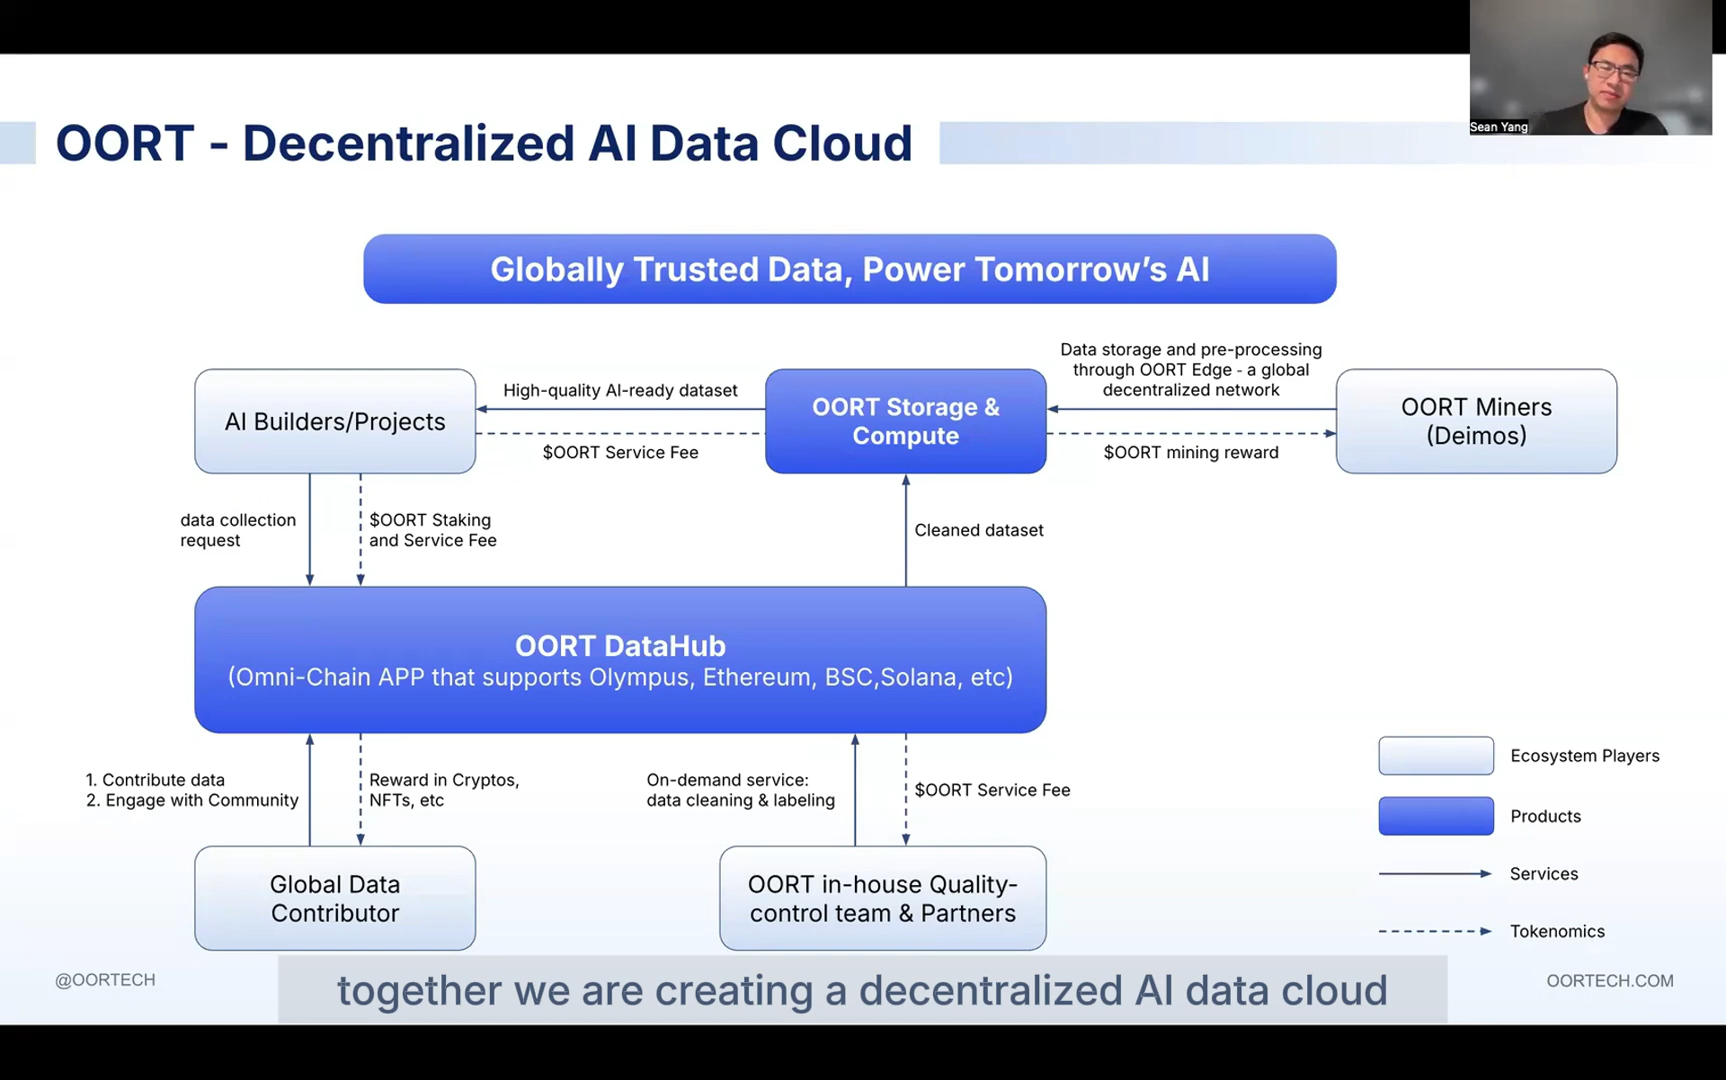 Sean Yang
OORT - Decentralized AI Data Cloud
Globally Trusted Data, Power Tomorrow’s AI
AI Builders/Projects
High-quality AI-ready dataset
$OORT Service Fee
OORT Storage &
Compute
Data storage and pre-processing
through OORT Edge - a global
decentralized network
$OORT mining reward
OORT Miners
(Deimos)
data collection
request
$OORT Staking
and Service Fee
Cleaned dataset
OORT DataHub
(Omni-Chain APP that supports Olympus, Ethereum, BSC,Solana, etc)
1. Contribute data
2. Engage with Community
Reward in Cryptos,
NFTs, etc
On-demand service:
data cleaning & labeling
$OORT Service Fee
Global Data
Contributor
OORT in-house Quality-
control team & Partners
Ecosystem Players
Products
Services
Tokenomics
@OORTECH
together we are creating a decentralized AI data cloud
OORTECH.COM